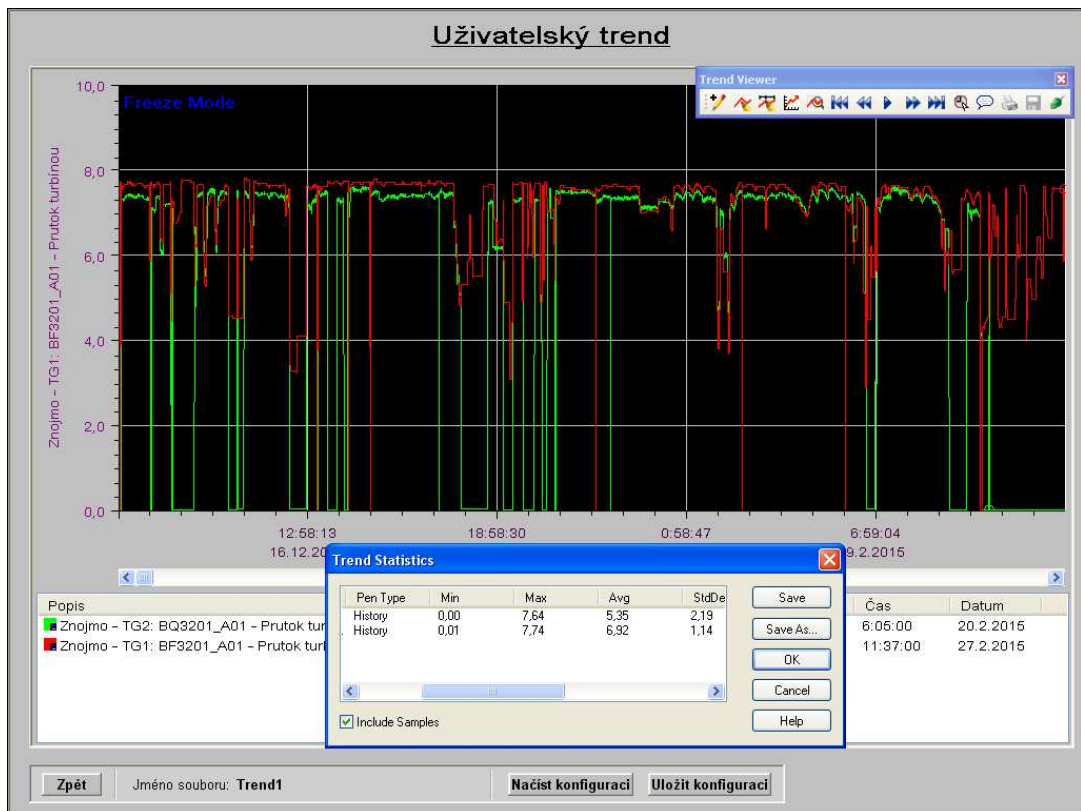 Uživatelský trend
Trend Viewer
Freeze Mode
10,0
8,0
6,0
4,0
2,0
0,0
Znojmo - TG1: BF3201_A01 - Prutok turbínou
12:58:13
18:58:30
0:58:47
6:59:04
16.12.20
9.2.2015
Trend Statistics
Pen Type Min Max Avg StdDe
History 0,00 7,64 5,35 2,19
History 0,01 7,74 6,92 1,14
Save
Save As...
OK
Cancel
Help
Include Samples
Popis Čas Datum
Znojmo - TG2: BQ3201_A01 - Prutok tur 6:05:00 20.2.2015
Znojmo - TG1: BF3201_A01 - Prutok turl 11:37:00 27.2.2015
Zpět Jméno souboru: Trend1 Načíst konfiguraci Uložit konfiguraci